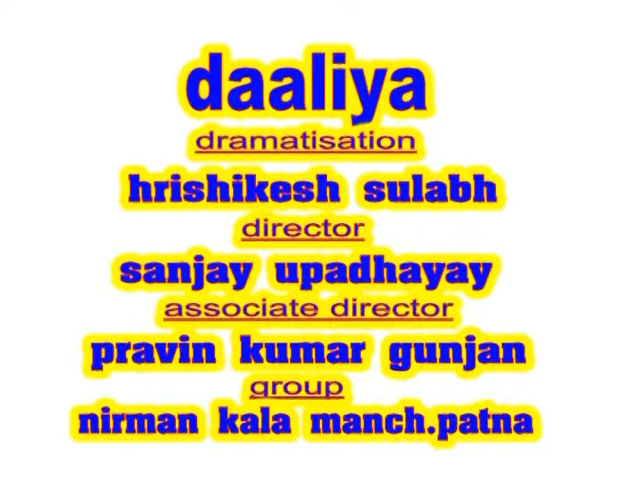 daaliya
dramatisation
hrishikesh sulabh
director
sanjay upadhayay
associate director
pravin kumar gunjan
group
nirman kala manch.patna